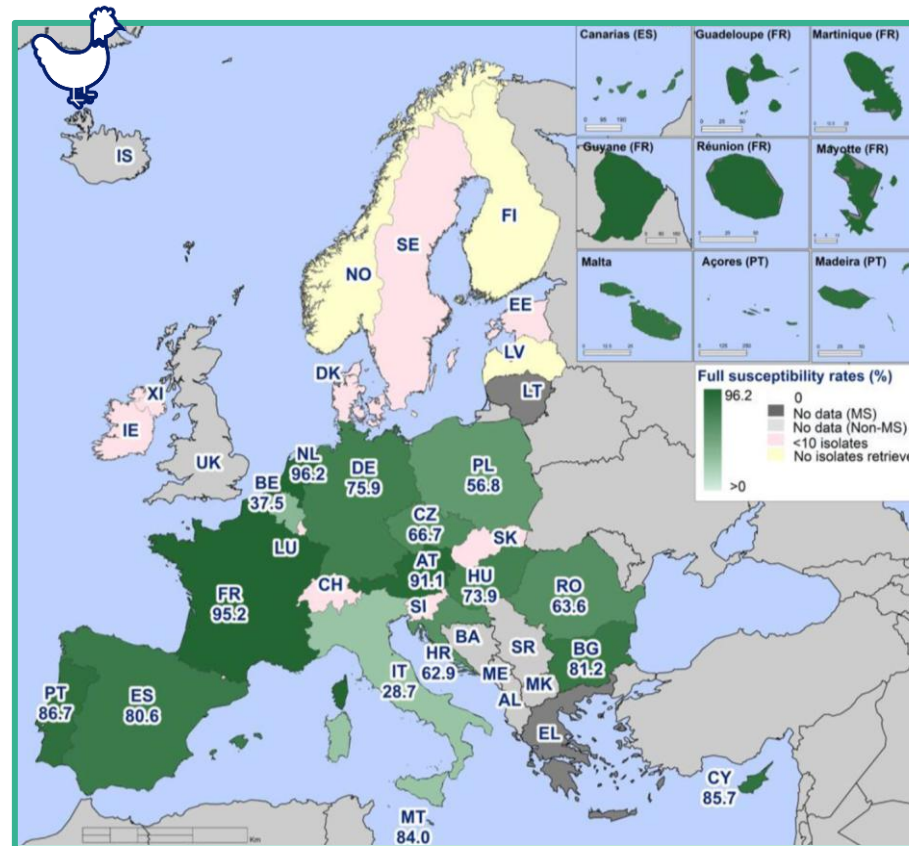 Canarias (ES)
Guadeloupe (FR)
Martinique (FR)
Guyane (FR)
Réunion (FR)
Mayotte (FR)
Malta
Açores (PT)
Madeira (PT)
Full susceptibility rates (%)
96.2
>0
0
No data (MS)
No data (Non-MS)
<10 isolates
No isolates retrieve
IS
NO
SE
FI
EE
LV
LT
DK
XI
IE
UK
NL
96.2
BE
37.5
DE
75.9
PL
56.8
CZ
66.7
LU
SK
AT
91.1
HU
73.9
RO
63.6
FR
95.2
CH
SI
BA
SR
HR
62.9
BG
81.2
ME
MK
AL
IT
28.7
PT
86.7
ES
80.6
EL
CY
85.7
MT
84.0
Km